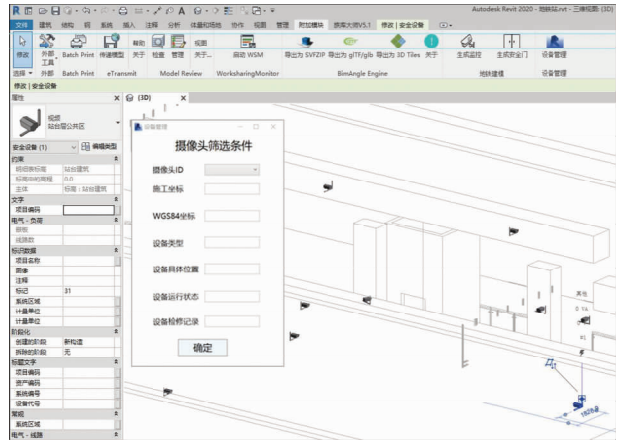 Autodesk Revit 2020 - 地铁站.rvt - 三维视图: {3D}
文件 建筑 结构 钢 系统 插入 注释 分析 体量和场地 协作 视图 管理 附加模块 族库大师V5.1 修改 | 安全设备
修改 外部工具 Batch Print 传递模型 帮助 关于 检查 管理 视图 关于... 启动 WSM 导出为 SVFZIP 导出为 glTF/glb 导出为 3D Tiles 关于 生成监控 生成安全门 设备管理
选择 外部 Batch Print eTransmit Model Review WorksharingMonitor BimAngle Engine 地铁建模 设备管理
修改 | 安全设备
属性
{3D}
视频
站台层公共区
安全设备 (1) 编辑类型
约束
明细表标高 站台建筑
标高中的高程 0.0
主体 标高 : 站台建筑
文字
项目编码
电气 - 负荷
眼板
线路数
标识数据
项目名称
图像
注释
标记 31
系统区域
计量单位
计量单位
阶段化
创建的阶段 新构造
拆除的阶段 无
标题文字
项目编码
资产编码
系统编号
设备代号
常规
系统区域
电气 - 线路
设备管理
摄像头筛选条件
摄像头ID
施工坐标
WGS84坐标
设备类型
设备具体位置
设备运行状态
设备检修记录
确定
其他